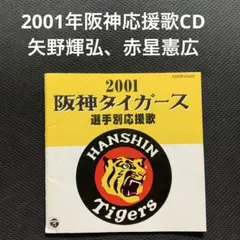 2001年阪神応援歌CD
矢野輝弘、赤星憲広
2001
阪神タイガース
選手別応援歌
HANSHIN
Tigers